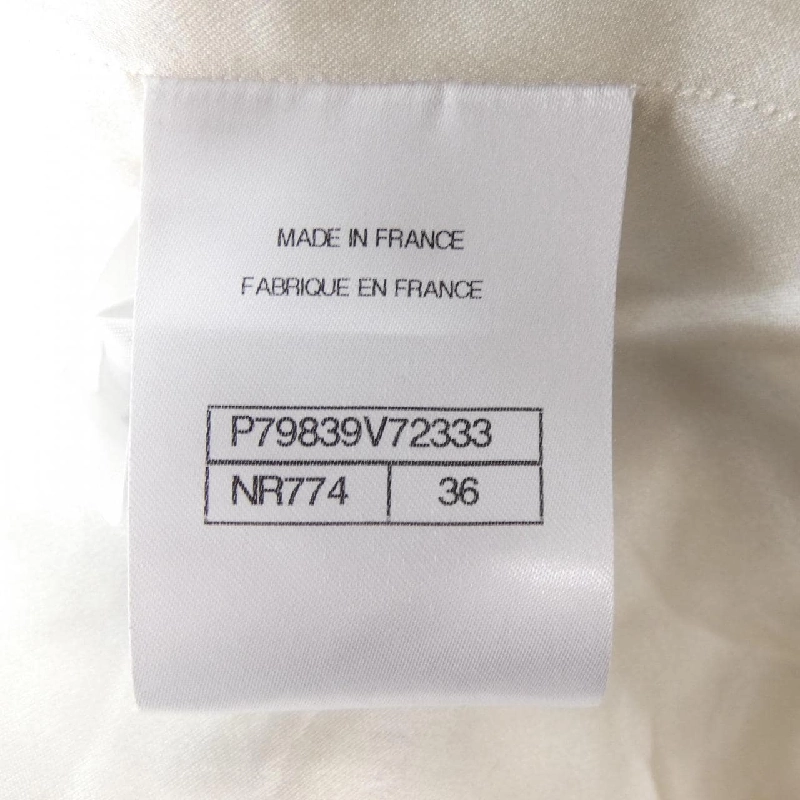 MADE IN FRANCE
FABRIQUE EN FRANCE
P79839V72333
NR774 36